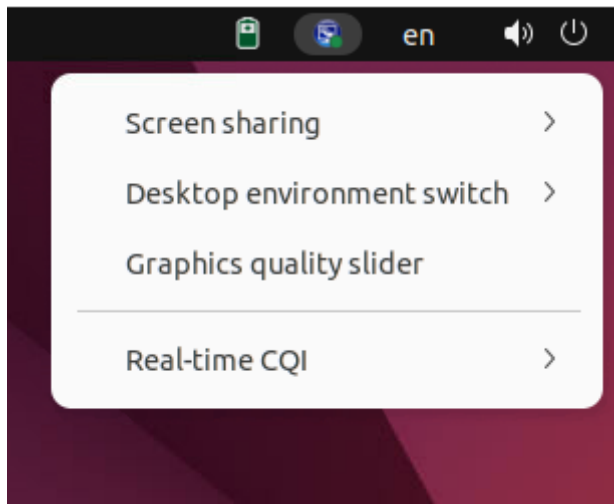 en
Screen sharing
Desktop environment switch
Graphics quality slider
Real-time CQI